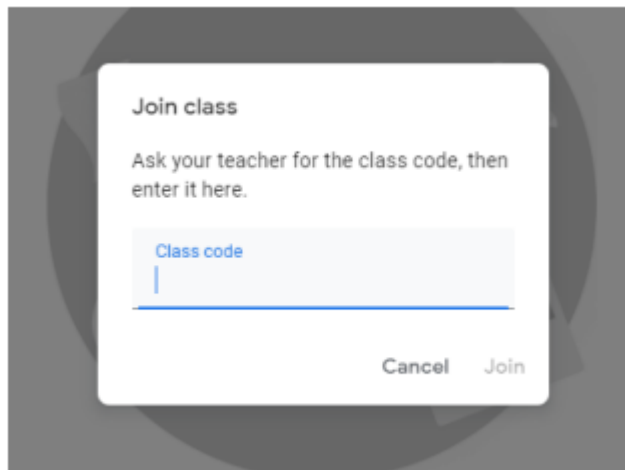 Join class
Ask your teacher for the class code, then
enter it here.
Class code
Cancel Join